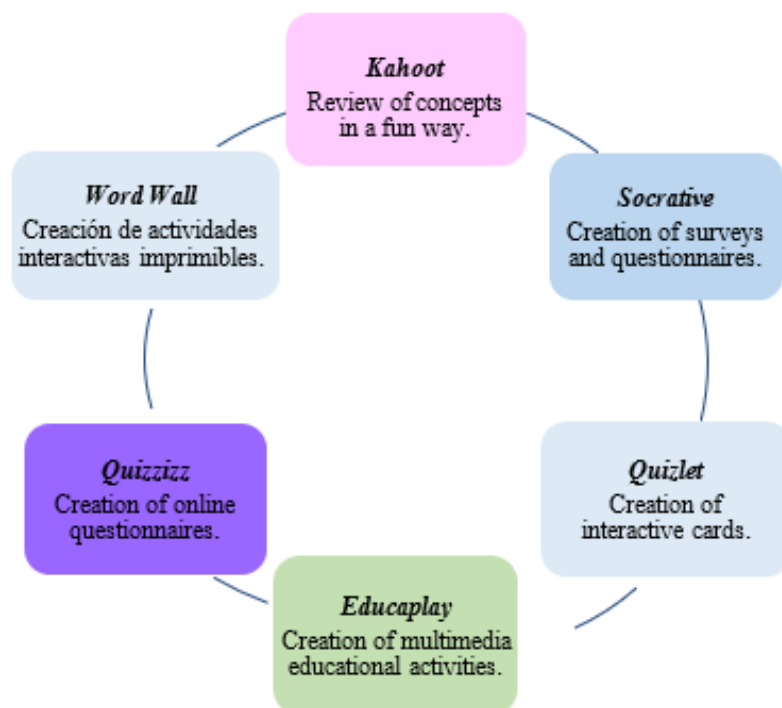 Kahoot
Review of concepts
in a fun way.
Socrative
Creation of surveys
and questionnaires.
Quizlet
Creation of
interactive cards.
Educaplay
Creation of multimedia
educational activities.
Quizzizz
Creation of online
questionnaires.
Word Wall
Creación de actividades
interactivas imprimibles.